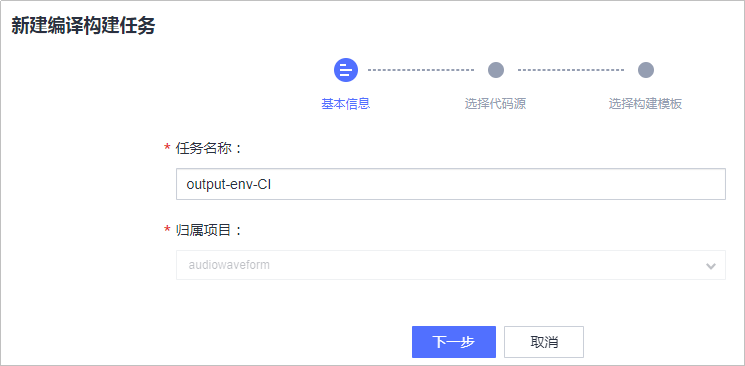 新建编译构建任务
基本信息 选择代码源 选择构建模板
* 任务名称：
output-env-CI
* 归属项目：
audiowaveform
下一步 取消